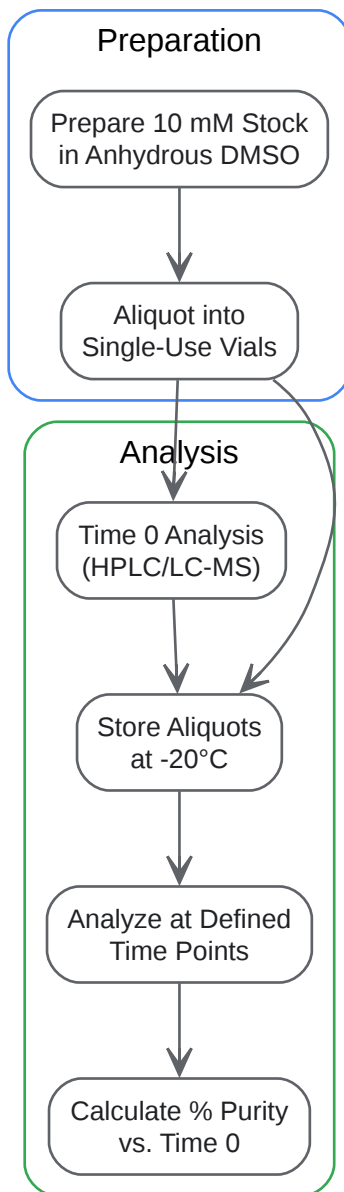 Preparation
Prepare 10 mM Stock
in Anhydrous DMSO
Aliquot into
Single-Use Vials
Analysis
Time 0 Analysis
(HPLC/LC-MS)
Store Aliquots
at -20°C
Analyze at Defined
Time Points
Calculate % Purity
vs. Time 0